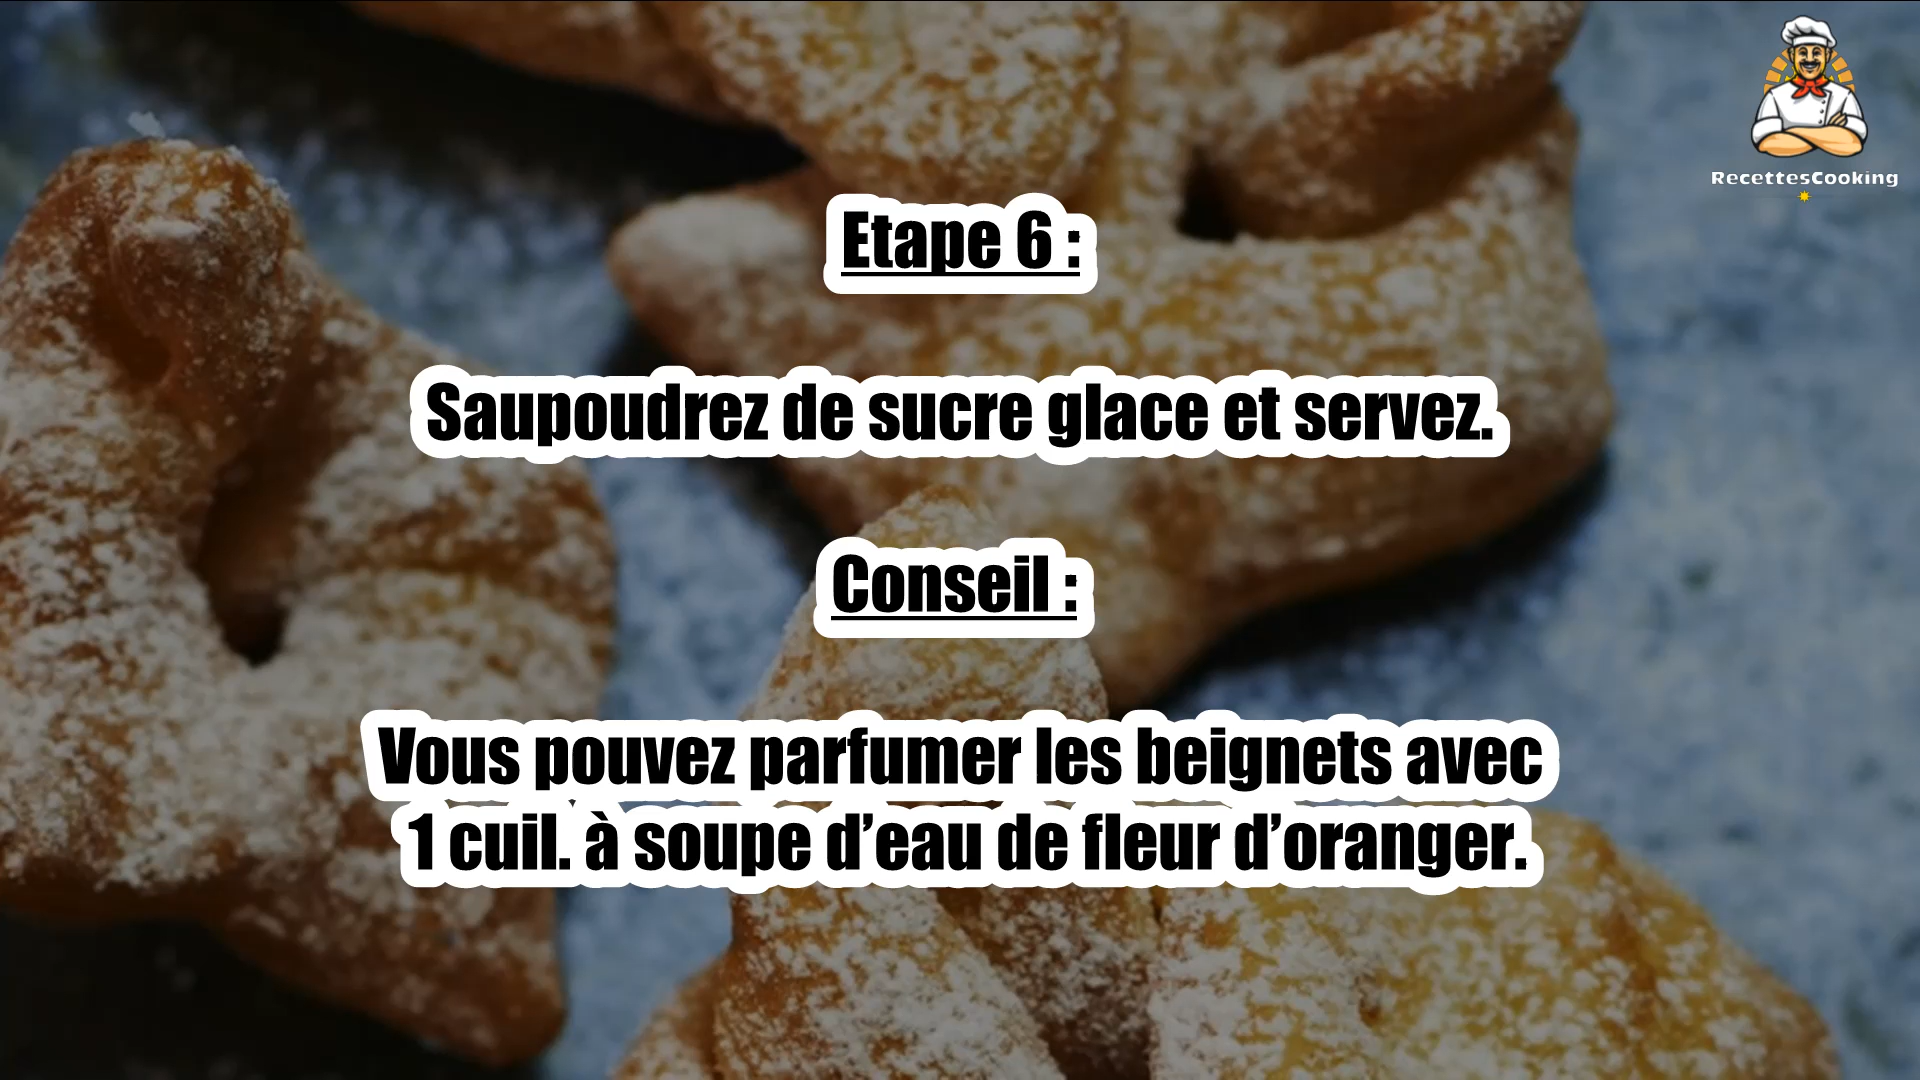 RecettesCooking
Etape 6 :
Saupoudrez de sucre glace et servez.
Conseil :
Vous pouvez parfumer les beignets avec
1 cuil. à soupe d’eau de fleur d’oranger.